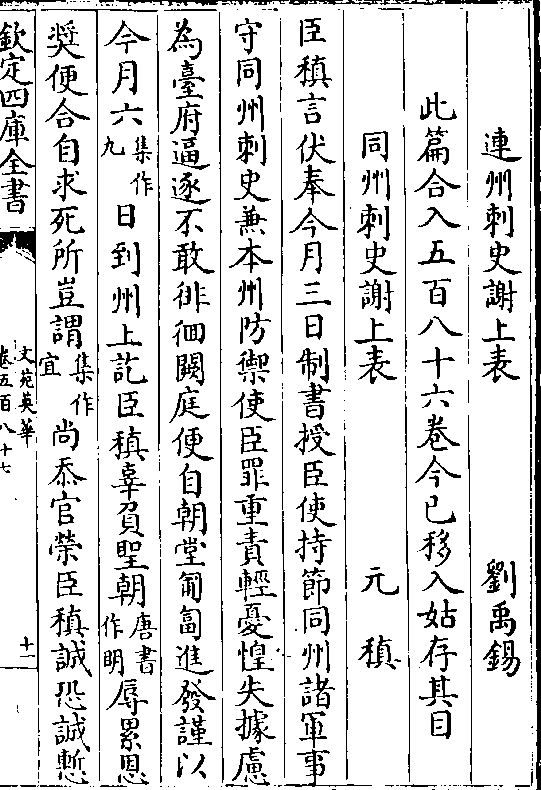 連州刺史謝上表 劉禹錫
此篇合入五百八十六卷今已移入姑存其目
同州刺史謝上表 元稹
臣稹言伏奉今月三日制書授臣使持節同州諸軍事
守同州刺史兼本州防禦使臣罪重責輕憂惶失據慮
為臺府逼逐不敢徘徊闕庭便自朝堂匍匐進發謹以
今月六集作九日到州上訖臣稹辜負聖朝唐書作明辱累恩
奬便合自求死所豈謂集作宜尚忝官榮臣稹誠恐誠慙
欽定四庫全書
文苑英華
卷五百八十七
十一